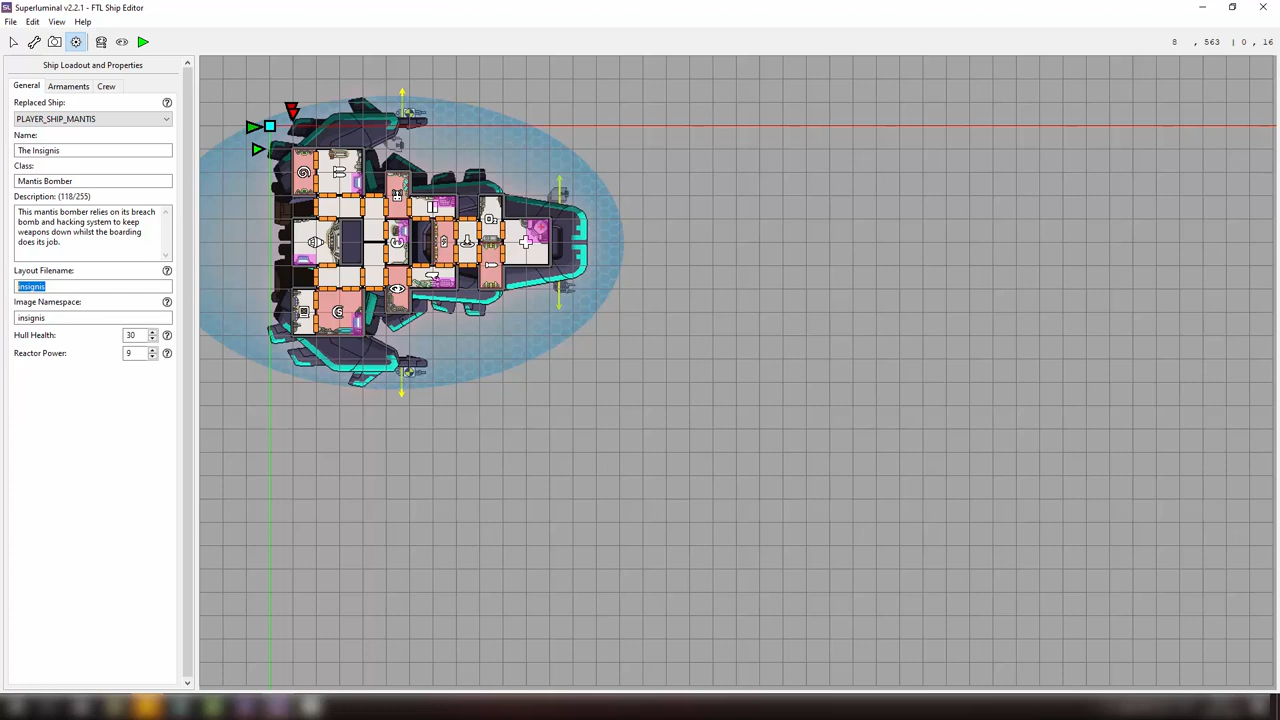 Superluminal v2.2.1 - FTL Ship Editor
File Edit View Help
8 , 563 | 0 , 16
Ship Loadout and Properties
General Armaments Crew
Replaced Ship:
PLAYER_SHIP_MANTIS
Name:
The Insignis
Class:
Mantis Bomber
Description: (118/255)
This mantis bomber relies on its breach
bomb and hacking system to keep
weapons down whilst the boarding
does its job.
Layout Filename:
insignis
Image Namespace:
insignis
Hull Health: 30
Reactor Power: 9